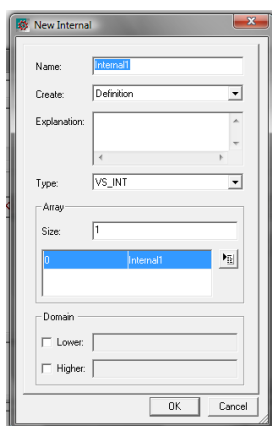 New Internal
Name: Internal1
Create: Definition
Explanation:
Type: VS_INT
Array
Size: 1
0 Internal1
Domain
Lower:
Higher:
OK Cancel